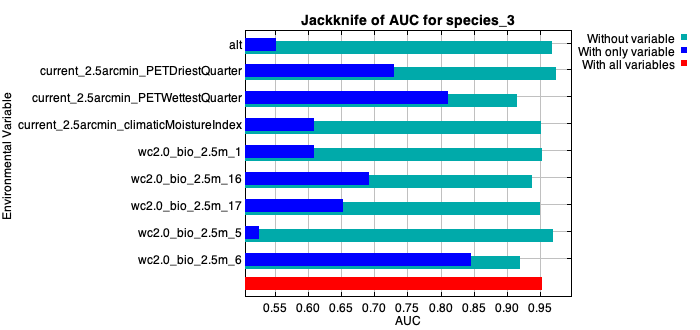 Jackknife of AUC for species_3
Without variable
With only variable
With all variables
Environmental Variable
alt
current_2.5arcmin_PETDriestQuarter
current_2.5arcmin_PETWettestQuarter
current_2.5arcmin_climaticMoistureIndex
wc2.0_bio_2.5m_1
wc2.0_bio_2.5m_16
wc2.0_bio_2.5m_17
wc2.0_bio_2.5m_5
wc2.0_bio_2.5m_6
0.55 0.60 0.65 0.70 0.75 0.80 0.85 0.90 0.95
AUC